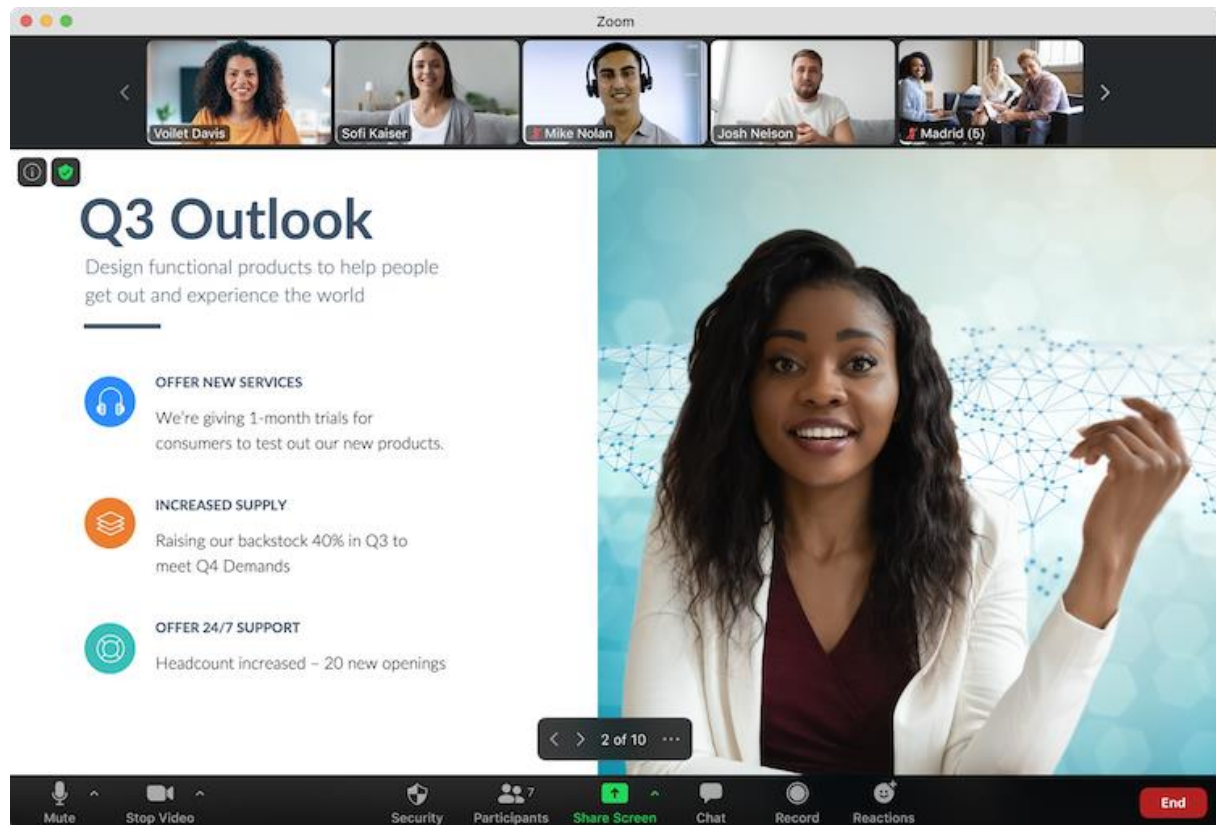 Zoom
Voilet Davis
Sofi Kaiser
Mike Nolan
Josh Nelson
Madrid (5)
Q3 Outlook
Design functional products to help people
get out and experience the world
OFFER NEW SERVICES
We're giving 1-month trials for
consumers to test out our new products.
INCREASED SUPPLY
Raising our backstock 40% in Q3 to
meet Q4 Demands
OFFER 24/7 SUPPORT
Headcount increased – 20 new openings
2 of 10
Mute
Stop Video
Security
Participants
7
Share Screen
Chat
Record
Reactions
End